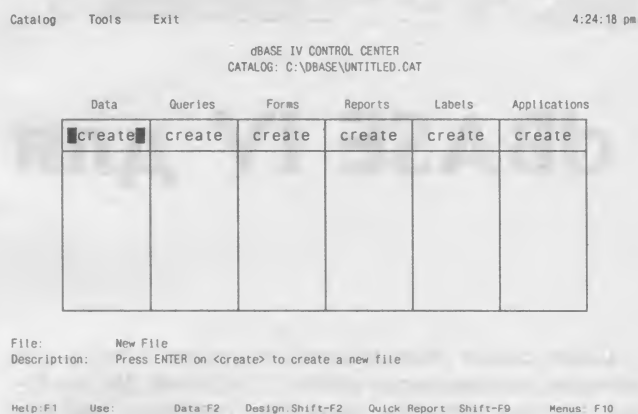 Catalog Tools Exit 4:24:18 pm
dBASE IV CONTROL CENTER
CATALOG: C:\DBASE\UNTITLED.CAT
Data Queries Forms Reports Labels Applications
create create create create create create
File: New File
Description: Press ENTER on <create> to create a new file
Help:F1 Use: Data:F2 Design:Shift-F2 Quick Report Shift-F9 Menus: F10